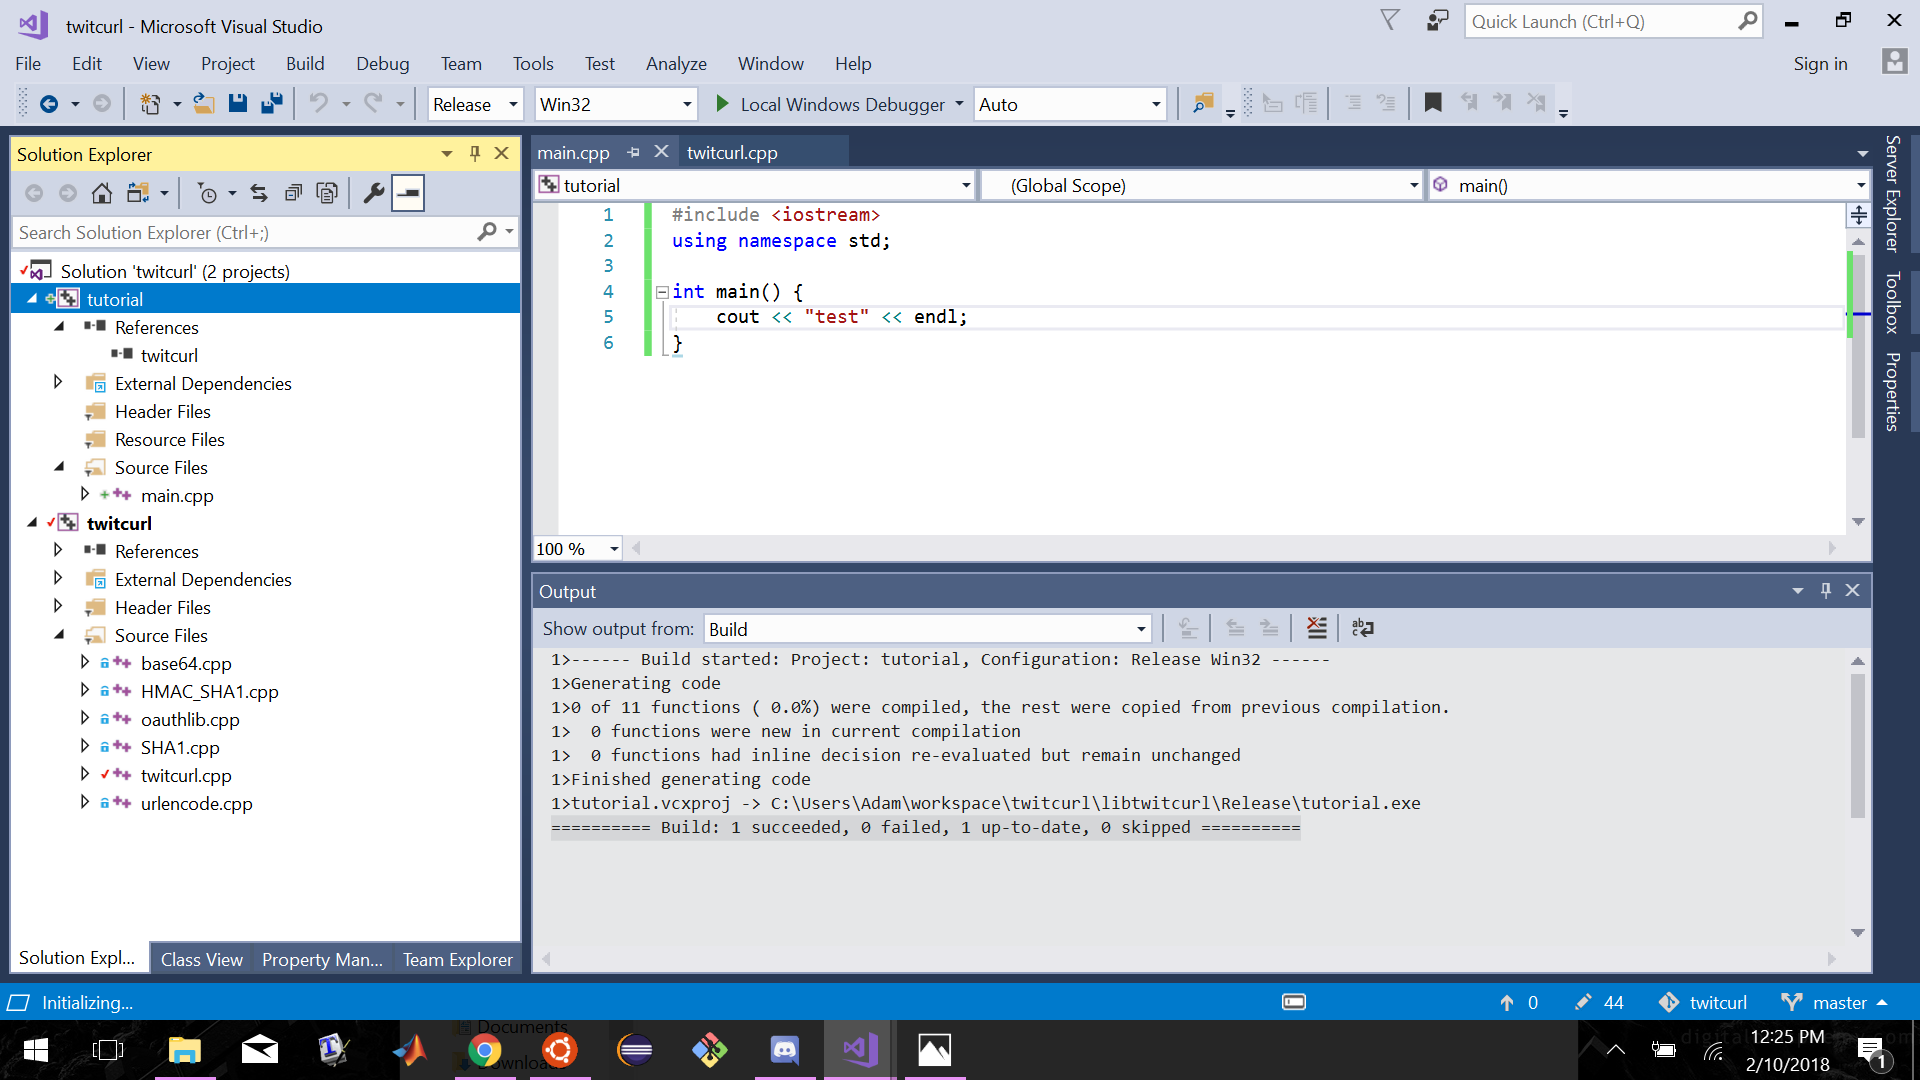 twitcurl - Microsoft Visual Studio
Quick Launch (Ctrl+Q)
File Edit View Project Build Debug Team Tools Test Analyze Window Help
Sign in
Release Win32 Local Windows Debugger Auto
Solution Explorer
Search Solution Explorer (Ctrl+;)
Solution 'twitcurl' (2 projects)
tutorial
References
twitcurl
External Dependencies
Header Files
Resource Files
Source Files
main.cpp
twitcurl
References
External Dependencies
Header Files
Source Files
base64.cpp
HMAC_SHA1.cpp
oauthlib.cpp
SHA1.cpp
twitcurl.cpp
urlencode.cpp
Solution Expl... Class View Property Man... Team Explorer
main.cpp twitcurl.cpp
tutorial (Global Scope) main()
1 #include <iostream>
2 using namespace std;
3
4 int main() {
5 cout << "test" << endl;
6 }
100 %
Output
Show output from: Build
1>------ Build started: Project: tutorial, Configuration: Release Win32 ------
1>Generating code
1>0 of 11 functions ( 0.0%) were compiled, the rest were copied from previous compilation.
1>  0 functions were new in current compilation
1>  0 functions had inline decision re-evaluated but remain unchanged
1>Finished generating code
1>tutorial.vcxproj -> C:\Users\Adam\workspace\twitcurl\libtwitcurl\Release\tutorial.exe
========== Build: 1 succeeded, 0 failed, 1 up-to-date, 0 skipped ==========
Server Explorer
Toolbox
Properties
Initializing...
0 44 twitcurl master
Documents
12:25 PM
2/10/2018
1